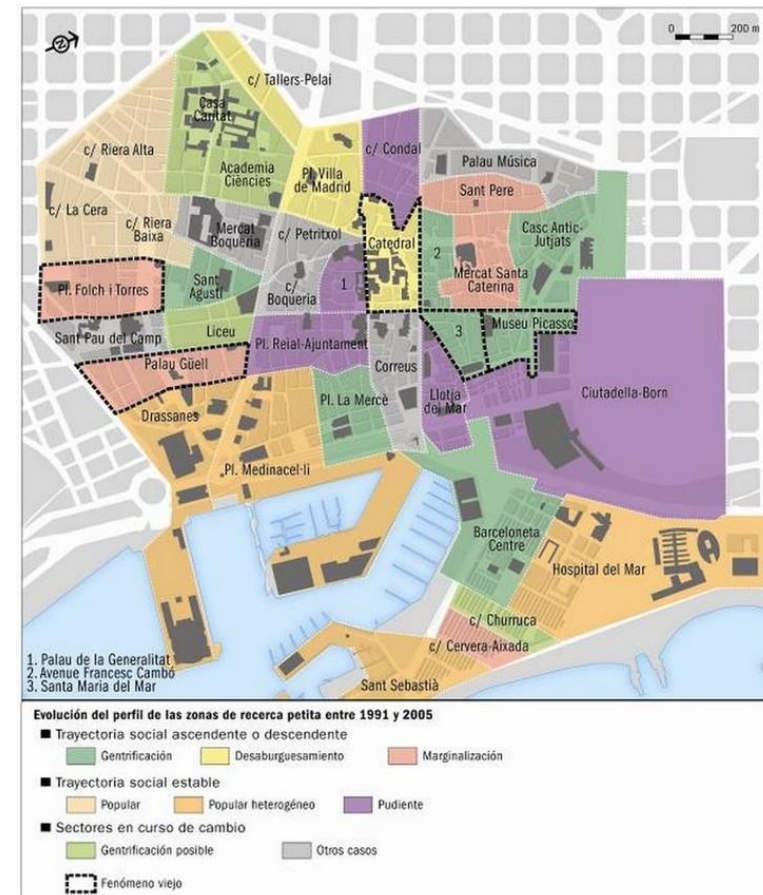 N
0 200 m
c/ Tallers-Pelai
Casa
Caritat
c/ Condal
c/ Riera Alta
Palau Música
Academia
Ciències
Pl. Villa
de Madrid
Sant Pere
c/ La Cera
c/ Riera
Baixa
Mercat
Boqueria
c/ Petritxol
Catedral
2
Casc Antic-
Jutjats
Mercat Santa
Caterina
Pl. Folch i Torres
Sant
Agustí
c/
Boqueria
1
Sant Pau del Camp
Liceu
Pl. Reial-Ajuntament
3
Museu Picasso
Palau Güell
Correus
Drassanes
Pl. La Mercè
Llotja
del Mar
Ciutadella-Born
Pl. Medinacel·li
Barceloneta
Centre
Hospital del Mar
c/ Churruca
c/ Cervera-Aixada
Sant Sebastià
1. Palau de la Generalitat
2. Avenue Francesc Cambó
3. Santa Maria del Mar
Evolución del perfil de las zonas de recerca petita entre 1991 y 2005
■ Trayectoria social ascendente o descendente
Gentrificación Desaburguesamiento Marginalización
■ Trayectoria social estable
Popular Popular heterogéneo Pudiente
■ Sectores en curso de cambio
Gentrificación posible Otros casos
Fenómeno viejo